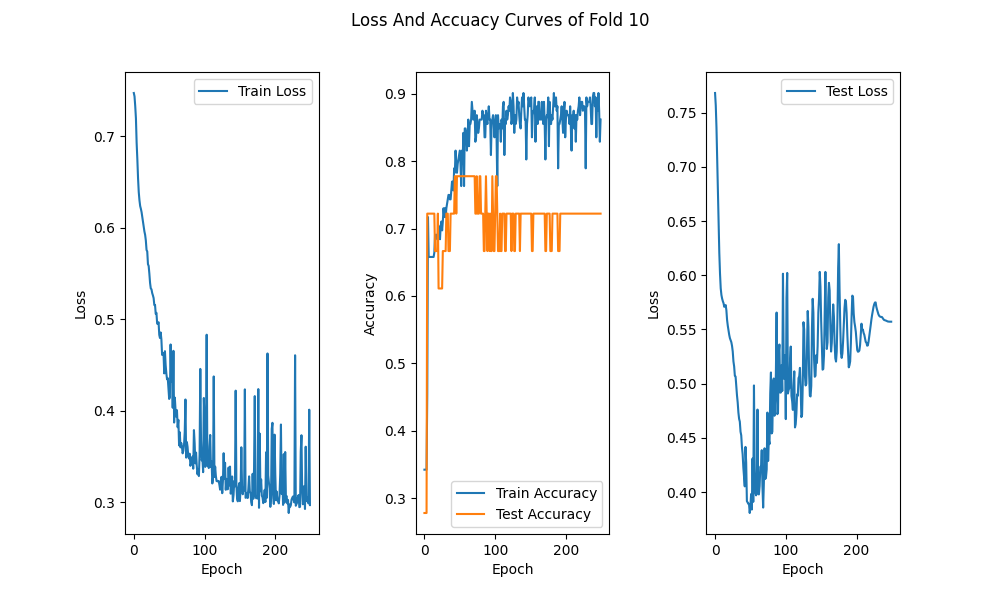 Loss And Accuacy Curves of Fold 10
Train Loss
0.7
0.6
0.5
0.4
0.3
Loss
0
100
200
Epoch
0.9
0.8
0.7
0.6
0.5
0.4
0.3
Accuracy
Train Accuracy
Test Accuracy
0
100
200
Epoch
Test Loss
0.75
0.70
0.65
0.60
0.55
0.50
0.45
0.40
Loss
0
100
200
Epoch